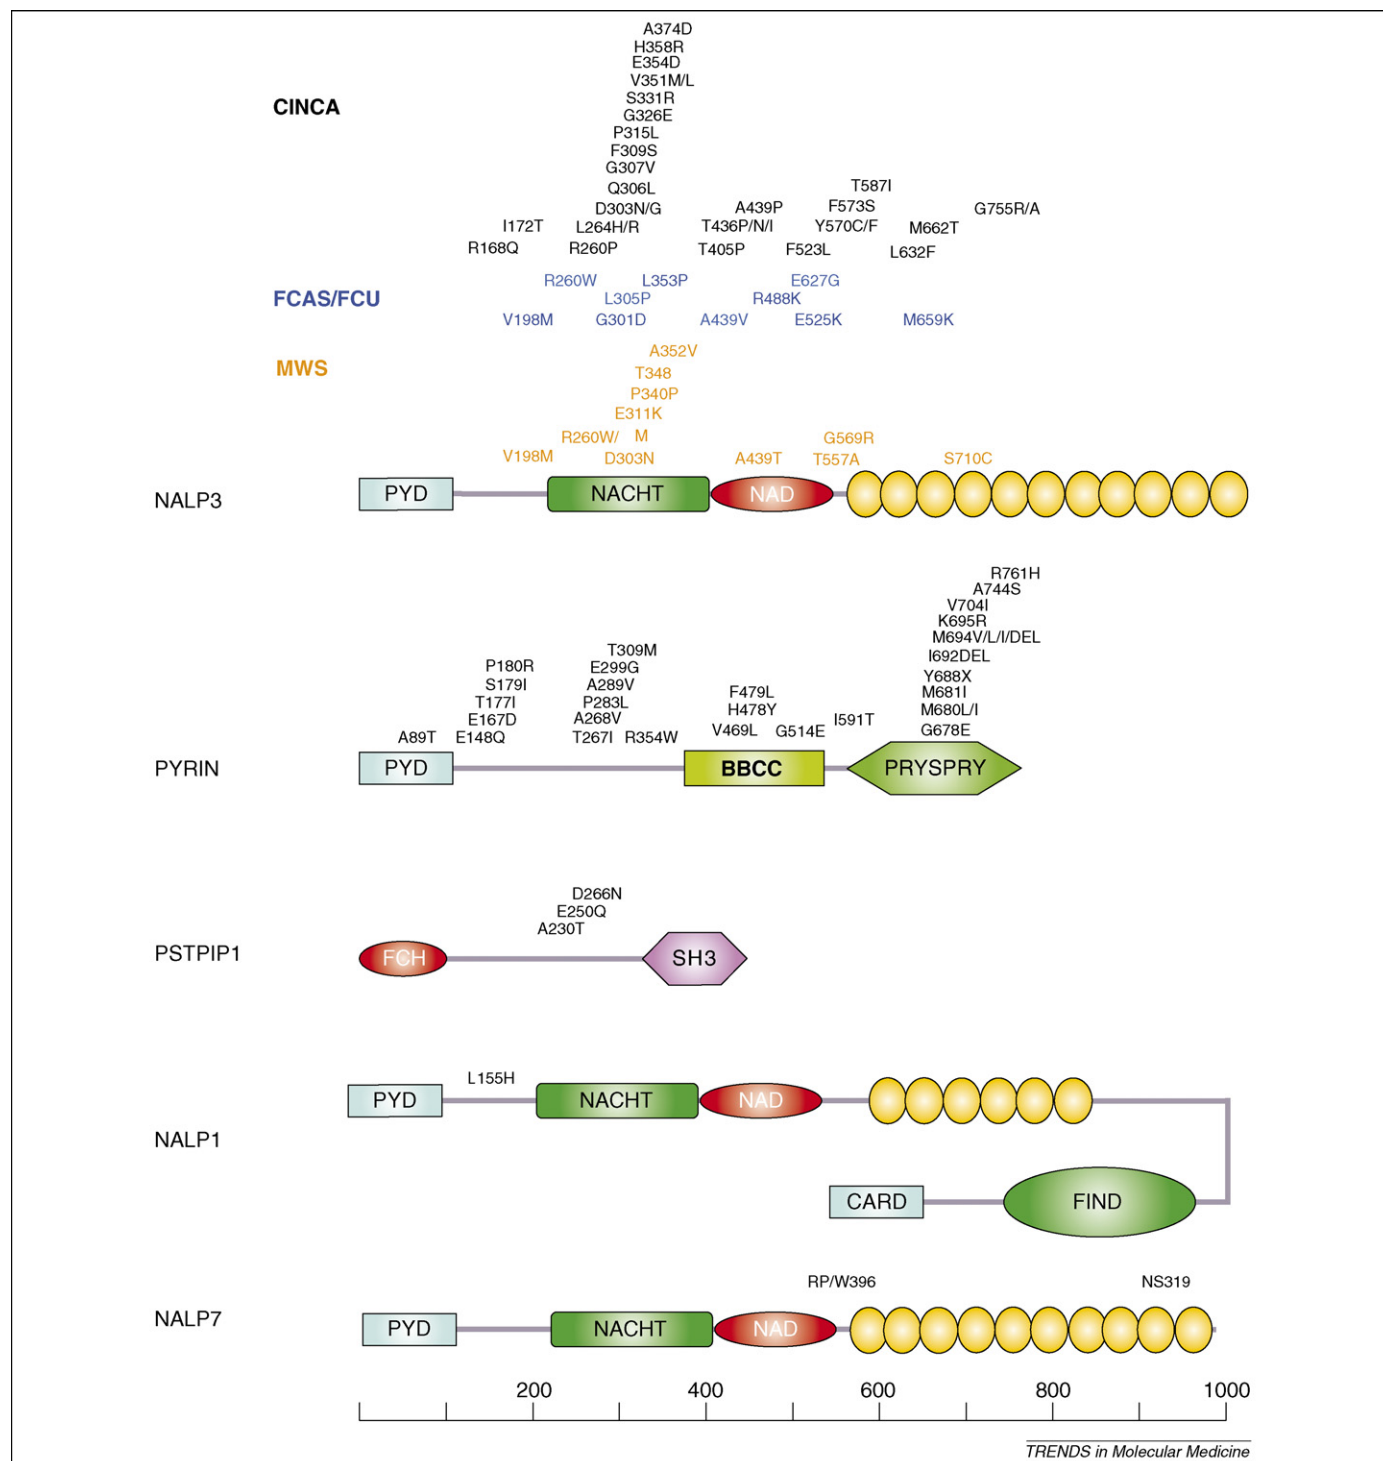 A374D
H358R
E354D
V351M/L
CINCA
S331R
G326E
P315L
F309S
G307V
Q306L
T587I
D303N/G
A439P
F573S
G755R/A
I172T
L264H/R
T436P/N/I
Y570C/F
M662T
R168Q
R260P
T405P
F523L
L632F
R260W
L353P
E627G
FCAS/FCU
L305P
R488K
V198M
G301D
A439V
E525K
M659K
A352V
MWS
T348
P340P
E311K
R260W/
M
G569R
V198M
D303N
A439T
T557A
S710C
NALP3
PYD
NACHT
NAD
R761H
A744S
V704I
K695R
M694V/L/I/DEL
T309M
I692DEL
P180R
E299G
Y688X
S179I
A289V
F479L
M681I
T177I
P283L
H478Y
M680L/I
E167D
A268V
I591T
A89T
E148Q
T267I
R354W
V469L
G514E
G678E
PYRIN
PYD
BBCC
PRYSPRY
D266N
E250Q
A230T
PSTPIP1
FCH
SH3
L155H
PYD
NACHT
NAD
NALP1
CARD
FIND
RP/W396
NS319
NALP7
PYD
NACHT
NAD
200 400 600 800 1000
TRENDS in Molecular Medicine